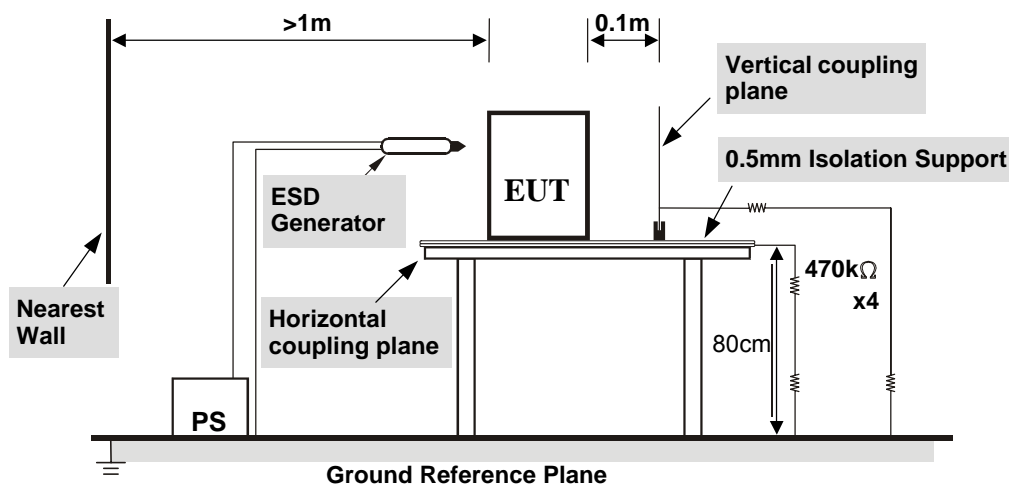 >1m
0.1m
Vertical coupling
plane
0.5mm Isolation Support
ESD
Generator
EUT
Nearest
Wall
Horizontal
coupling plane
470kΩ
x4
80cm
PS
Ground Reference Plane